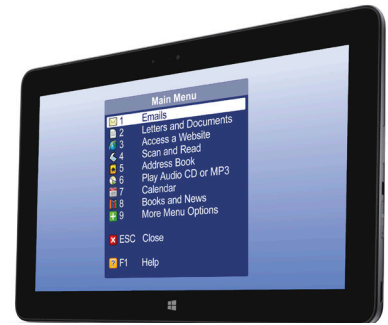 Main Menu
1 Emails
2 Letters and Documents
3 Access a Website
4 Scan and Read
5 Address Book
6 Play Audio CD or MP3
7 Calendar
8 Books and News
9 More Menu Options
ESC Close
F1 Help